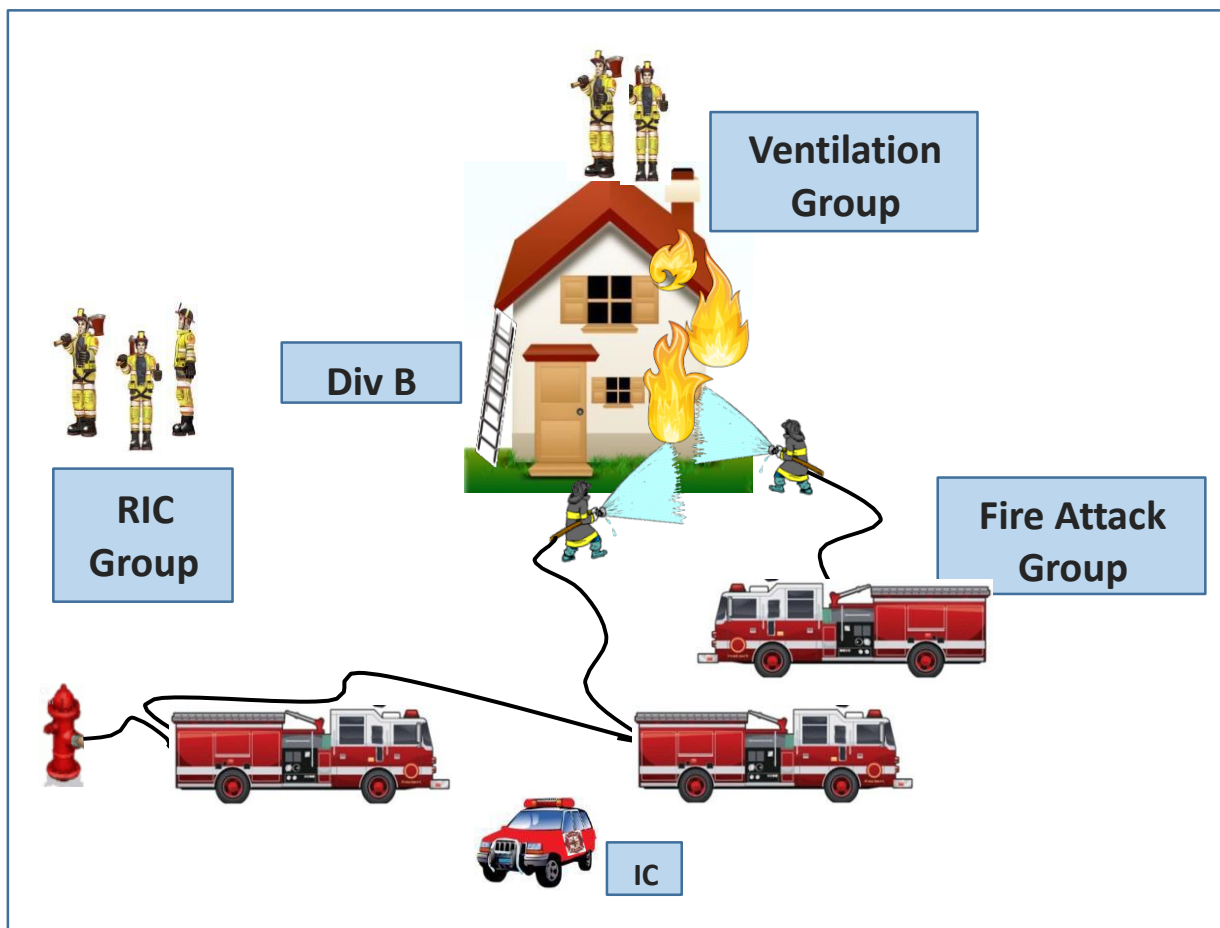 Ventilation
Group
Div B
RIC
Group
Fire Attack
Group
IC